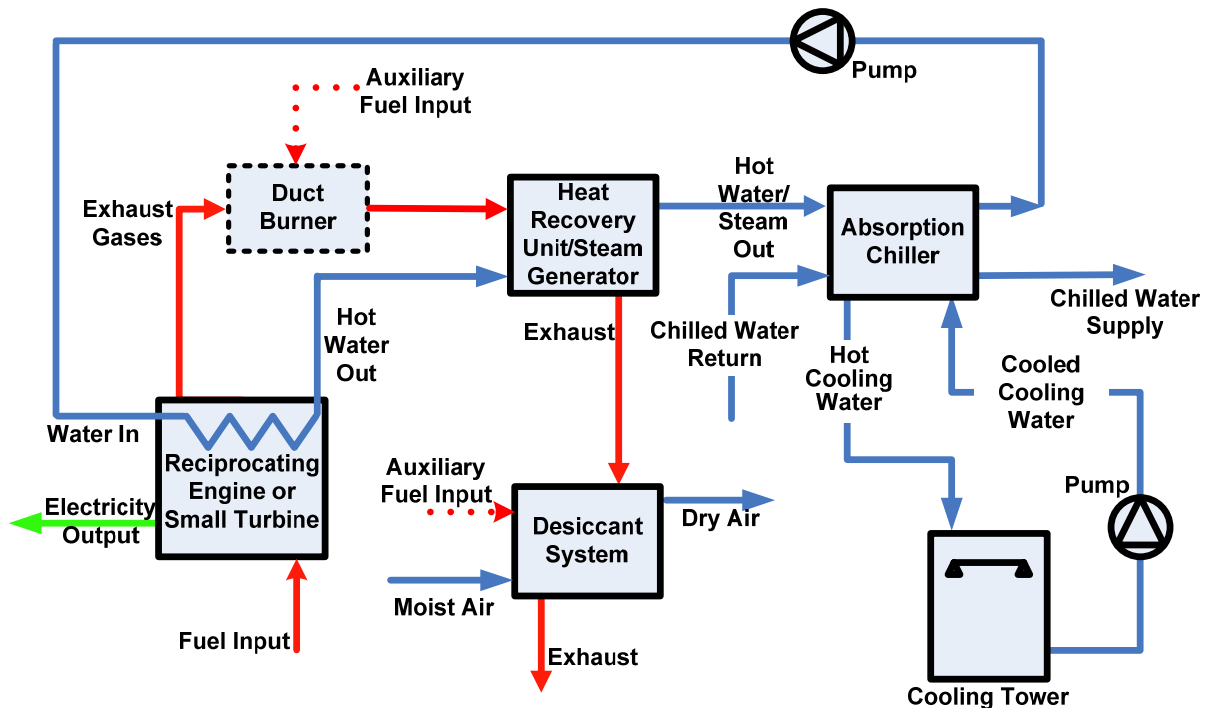 Pump
Auxiliary
Fuel Input
Duct
Burner
Exhaust
Gases
Heat
Recovery
Unit/Steam
Generator
Hot
Water/
Steam
Out
Absorption
Chiller
Chilled Water
Supply
Hot
Water
Out
Exhaust
Chilled Water
Return
Hot
Cooling
Water
Cooled
Cooling
Water
Water In
Reciprocating
Engine or
Small Turbine
Electricity
Output
Fuel Input
Auxiliary
Fuel Input
Desiccant
System
Dry Air
Moist Air
Exhaust
Pump
Cooling Tower